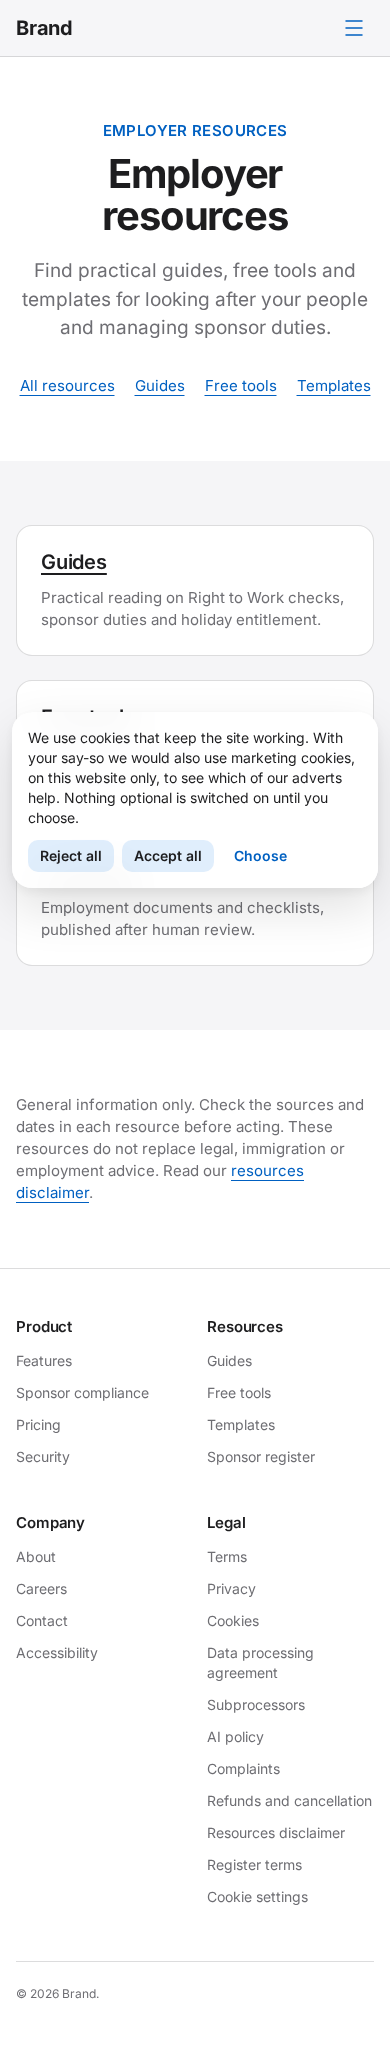 Brand
EMPLOYER RESOURCES
Employer
resources
Find practical guides, free tools and
templates for looking after your people
and managing sponsor duties.
All resources Guides Free tools Templates
Guides
Practical reading on Right to Work checks,
sponsor duties and holiday entitlement.
We use cookies that keep the site working. With
your say-so we would also use marketing cookies,
on this website only, to see which of our adverts
help. Nothing optional is switched on until you
choose.
Reject all Accept all Choose
Employment documents and checklists,
published after human review.
General information only. Check the sources and
dates in each resource before acting. These
resources do not replace legal, immigration or
employment advice. Read our resources
disclaimer.
Product
Features
Sponsor compliance
Pricing
Security
Resources
Guides
Free tools
Templates
Sponsor register
Company
About
Careers
Contact
Accessibility
Legal
Terms
Privacy
Cookies
Data processing
agreement
Subprocessors
AI policy
Complaints
Refunds and cancellation
Resources disclaimer
Register terms
Cookie settings
© 2026 Brand.